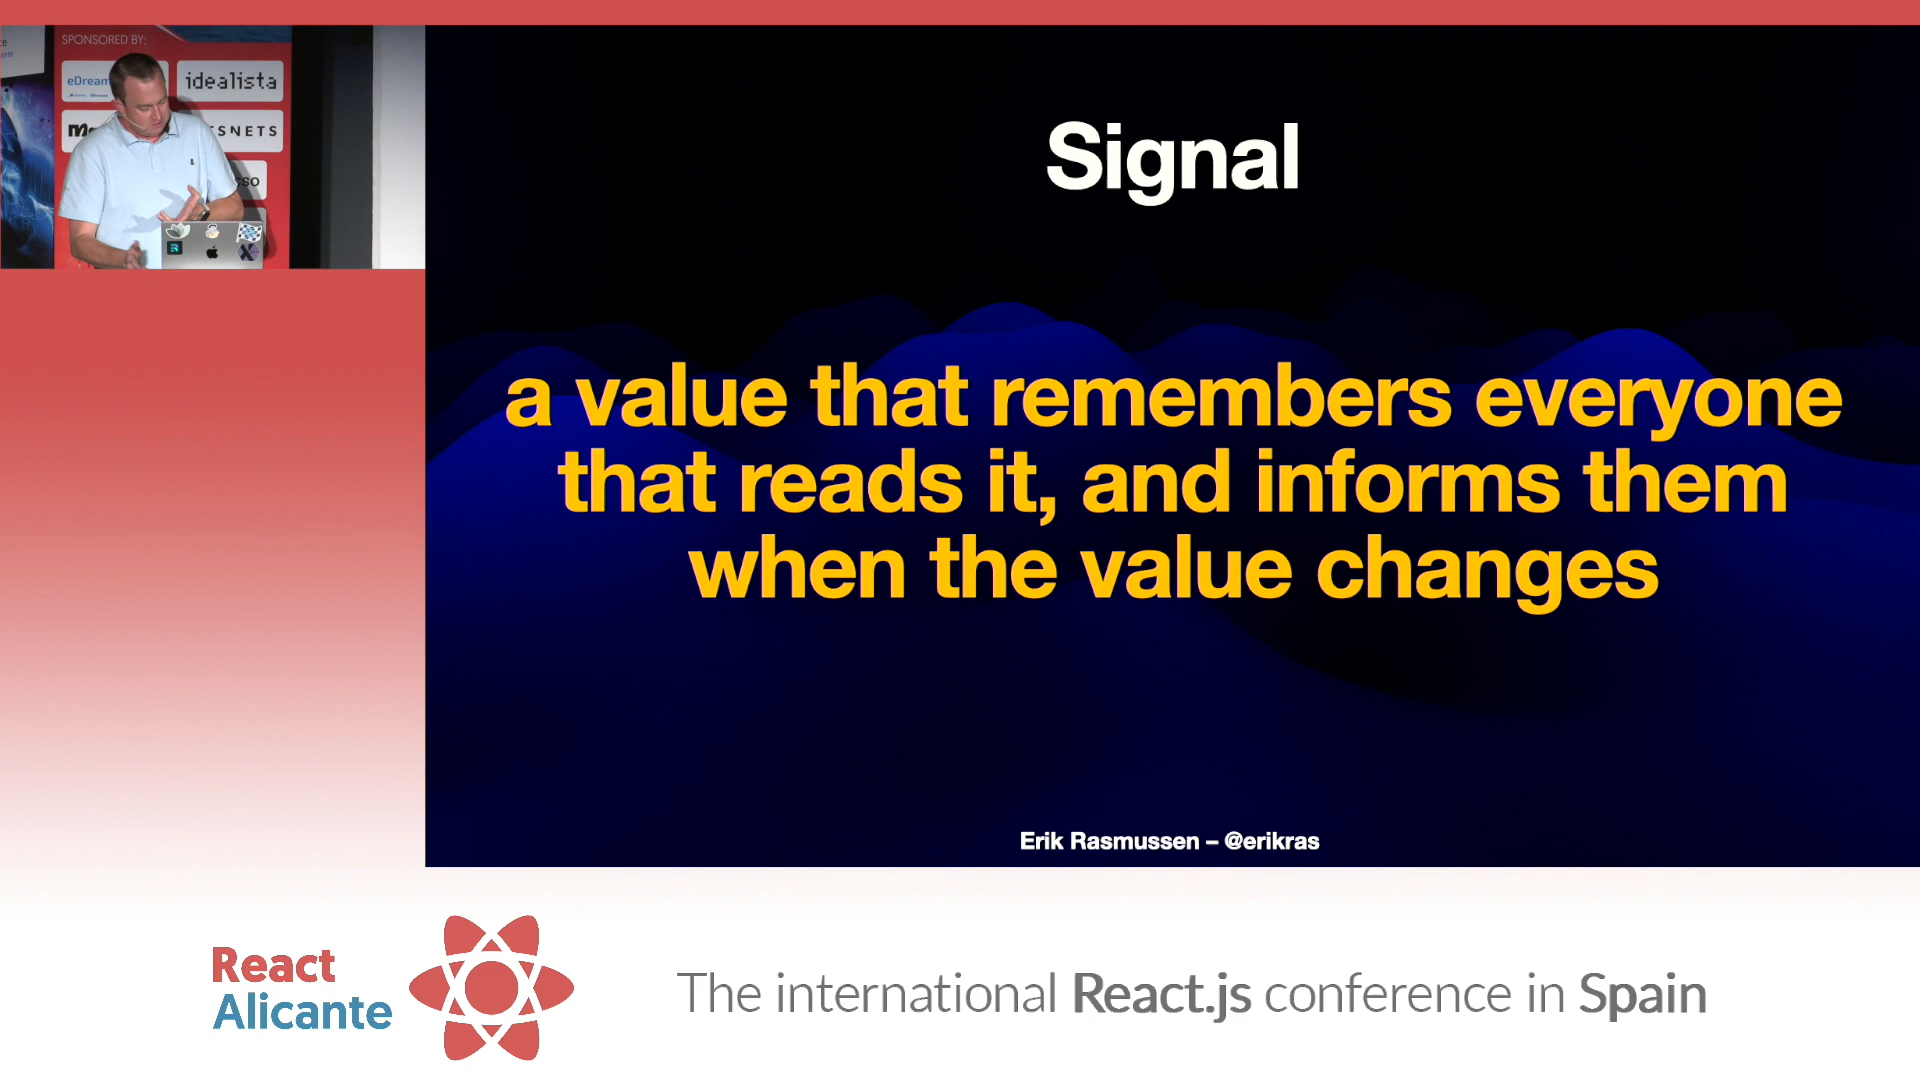 SPONSORED BY:
idealista
Signal
a value that remembers everyone
that reads it, and informs them
when the value changes
Erik Rasmussen – @erikras
React
Alicante
The international React.js conference in Spain